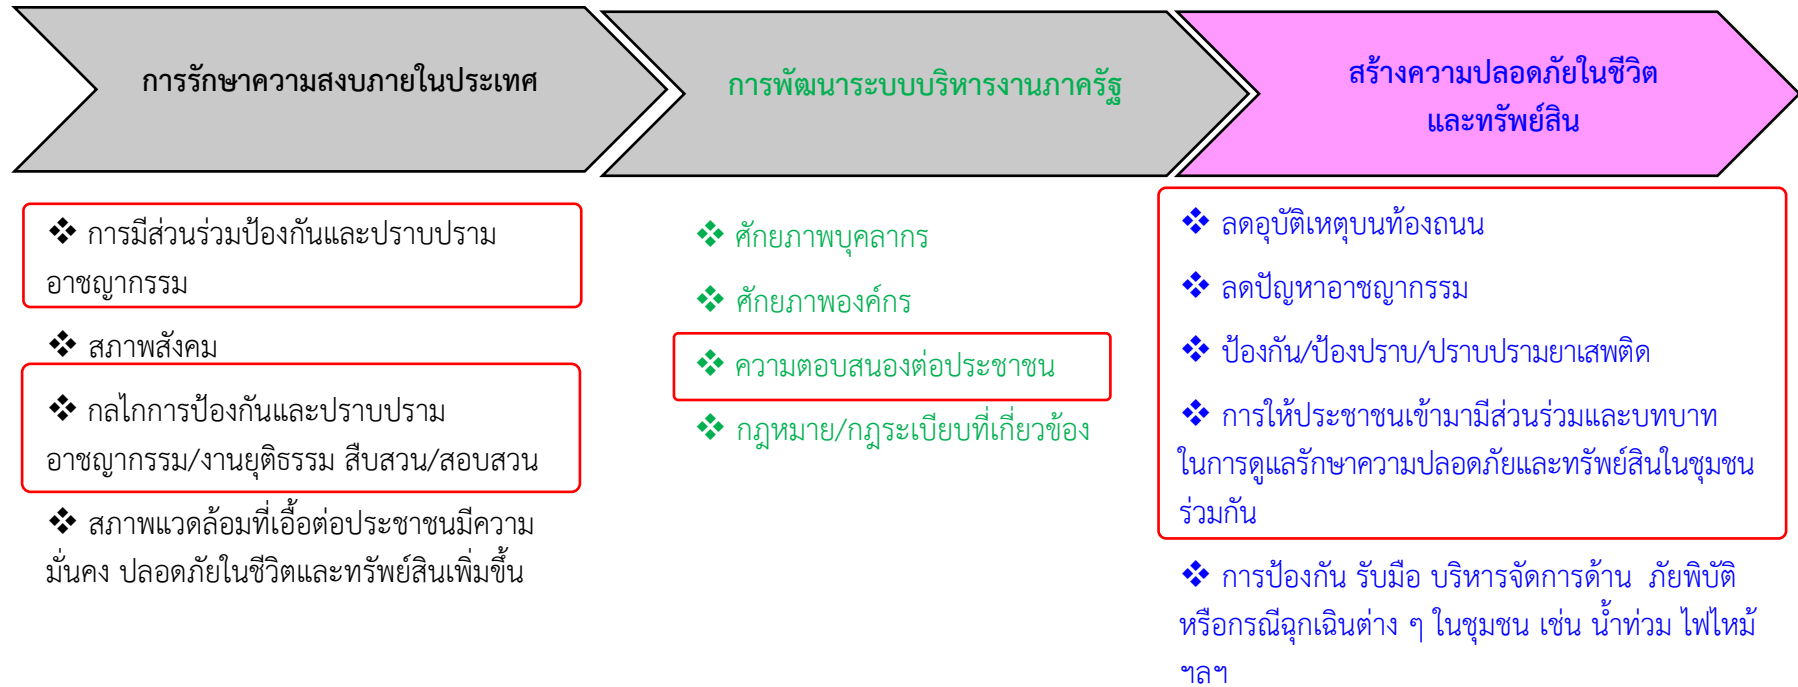 การรักษาความสงบภายในประเทศ
การพัฒนาระบบบริหารงานภาครัฐ
สร้างความปลอดภัยในชีวิต
และทรัพย์สิน
❖ การมีส่วนร่วมป้องกันและปราบปราม
อาชญากรรม
❖ สภาพสังคม
❖ กลไกการป้องกันและปราบปราม
อาชญากรรม/งานยุติธรรม สืบสวน/สอบสวน
❖ สภาพแวดล้อมที่เอื้อต่อประชาชนมีความ
มั่นคง ปลอดภัยในชีวิตและทรัพย์สินเพิ่มขึ้น
❖ ศักยภาพบุคลากร
❖ ศักยภาพองค์กร
❖ ความตอบสนองต่อประชาชน
❖ กฎหมาย/กฎระเบียบที่เกี่ยวข้อง
❖ ลดอุบัติเหตุบนท้องถนน
❖ ลดปัญหาอาชญากรรม
❖ ป้องกัน/ป้องปราบ/ปราบปรามยาเสพติด
❖ การให้ประชาชนเข้ามามีส่วนร่วมและบทบาท
ในการดูแลรักษาความปลอดภัยและทรัพย์สินในชุมชน
ร่วมกัน
❖ การป้องกัน รับมือ บริหารจัดการด้าน ภัยพิบัติ
หรือกรณีฉุกเฉินต่าง ๆ ในชุมชน เช่น น้ำท่วม ไฟไหม้
ฯลฯ